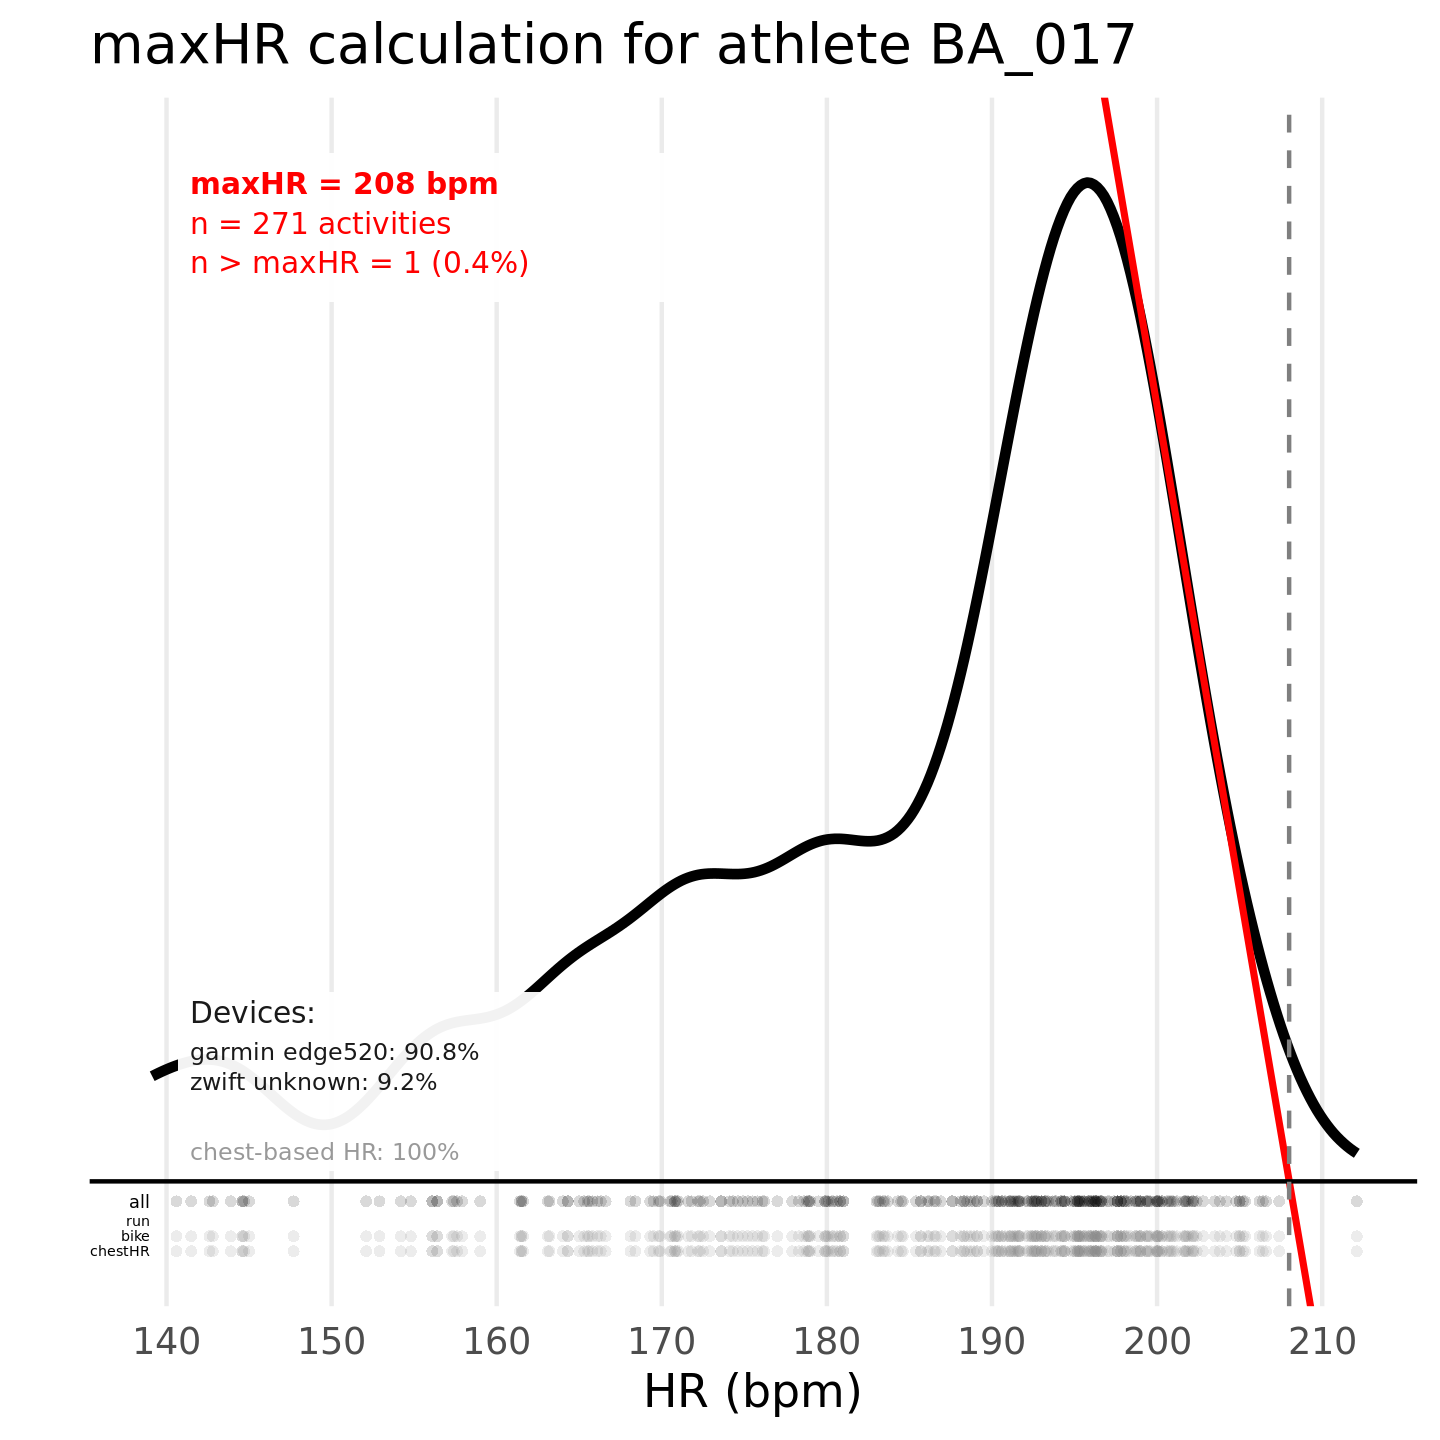 maxHR calculation for athlete BA_017
maxHR = 208 bpm
n = 271 activities
n > maxHR = 1 (0.4%)
Devices:
garmin edge520: 90.8%
zwift unknown: 9.2%
chest-based HR: 100%
all
run
bike
chestHR
140 150 160 170 180 190 200 210
HR (bpm)